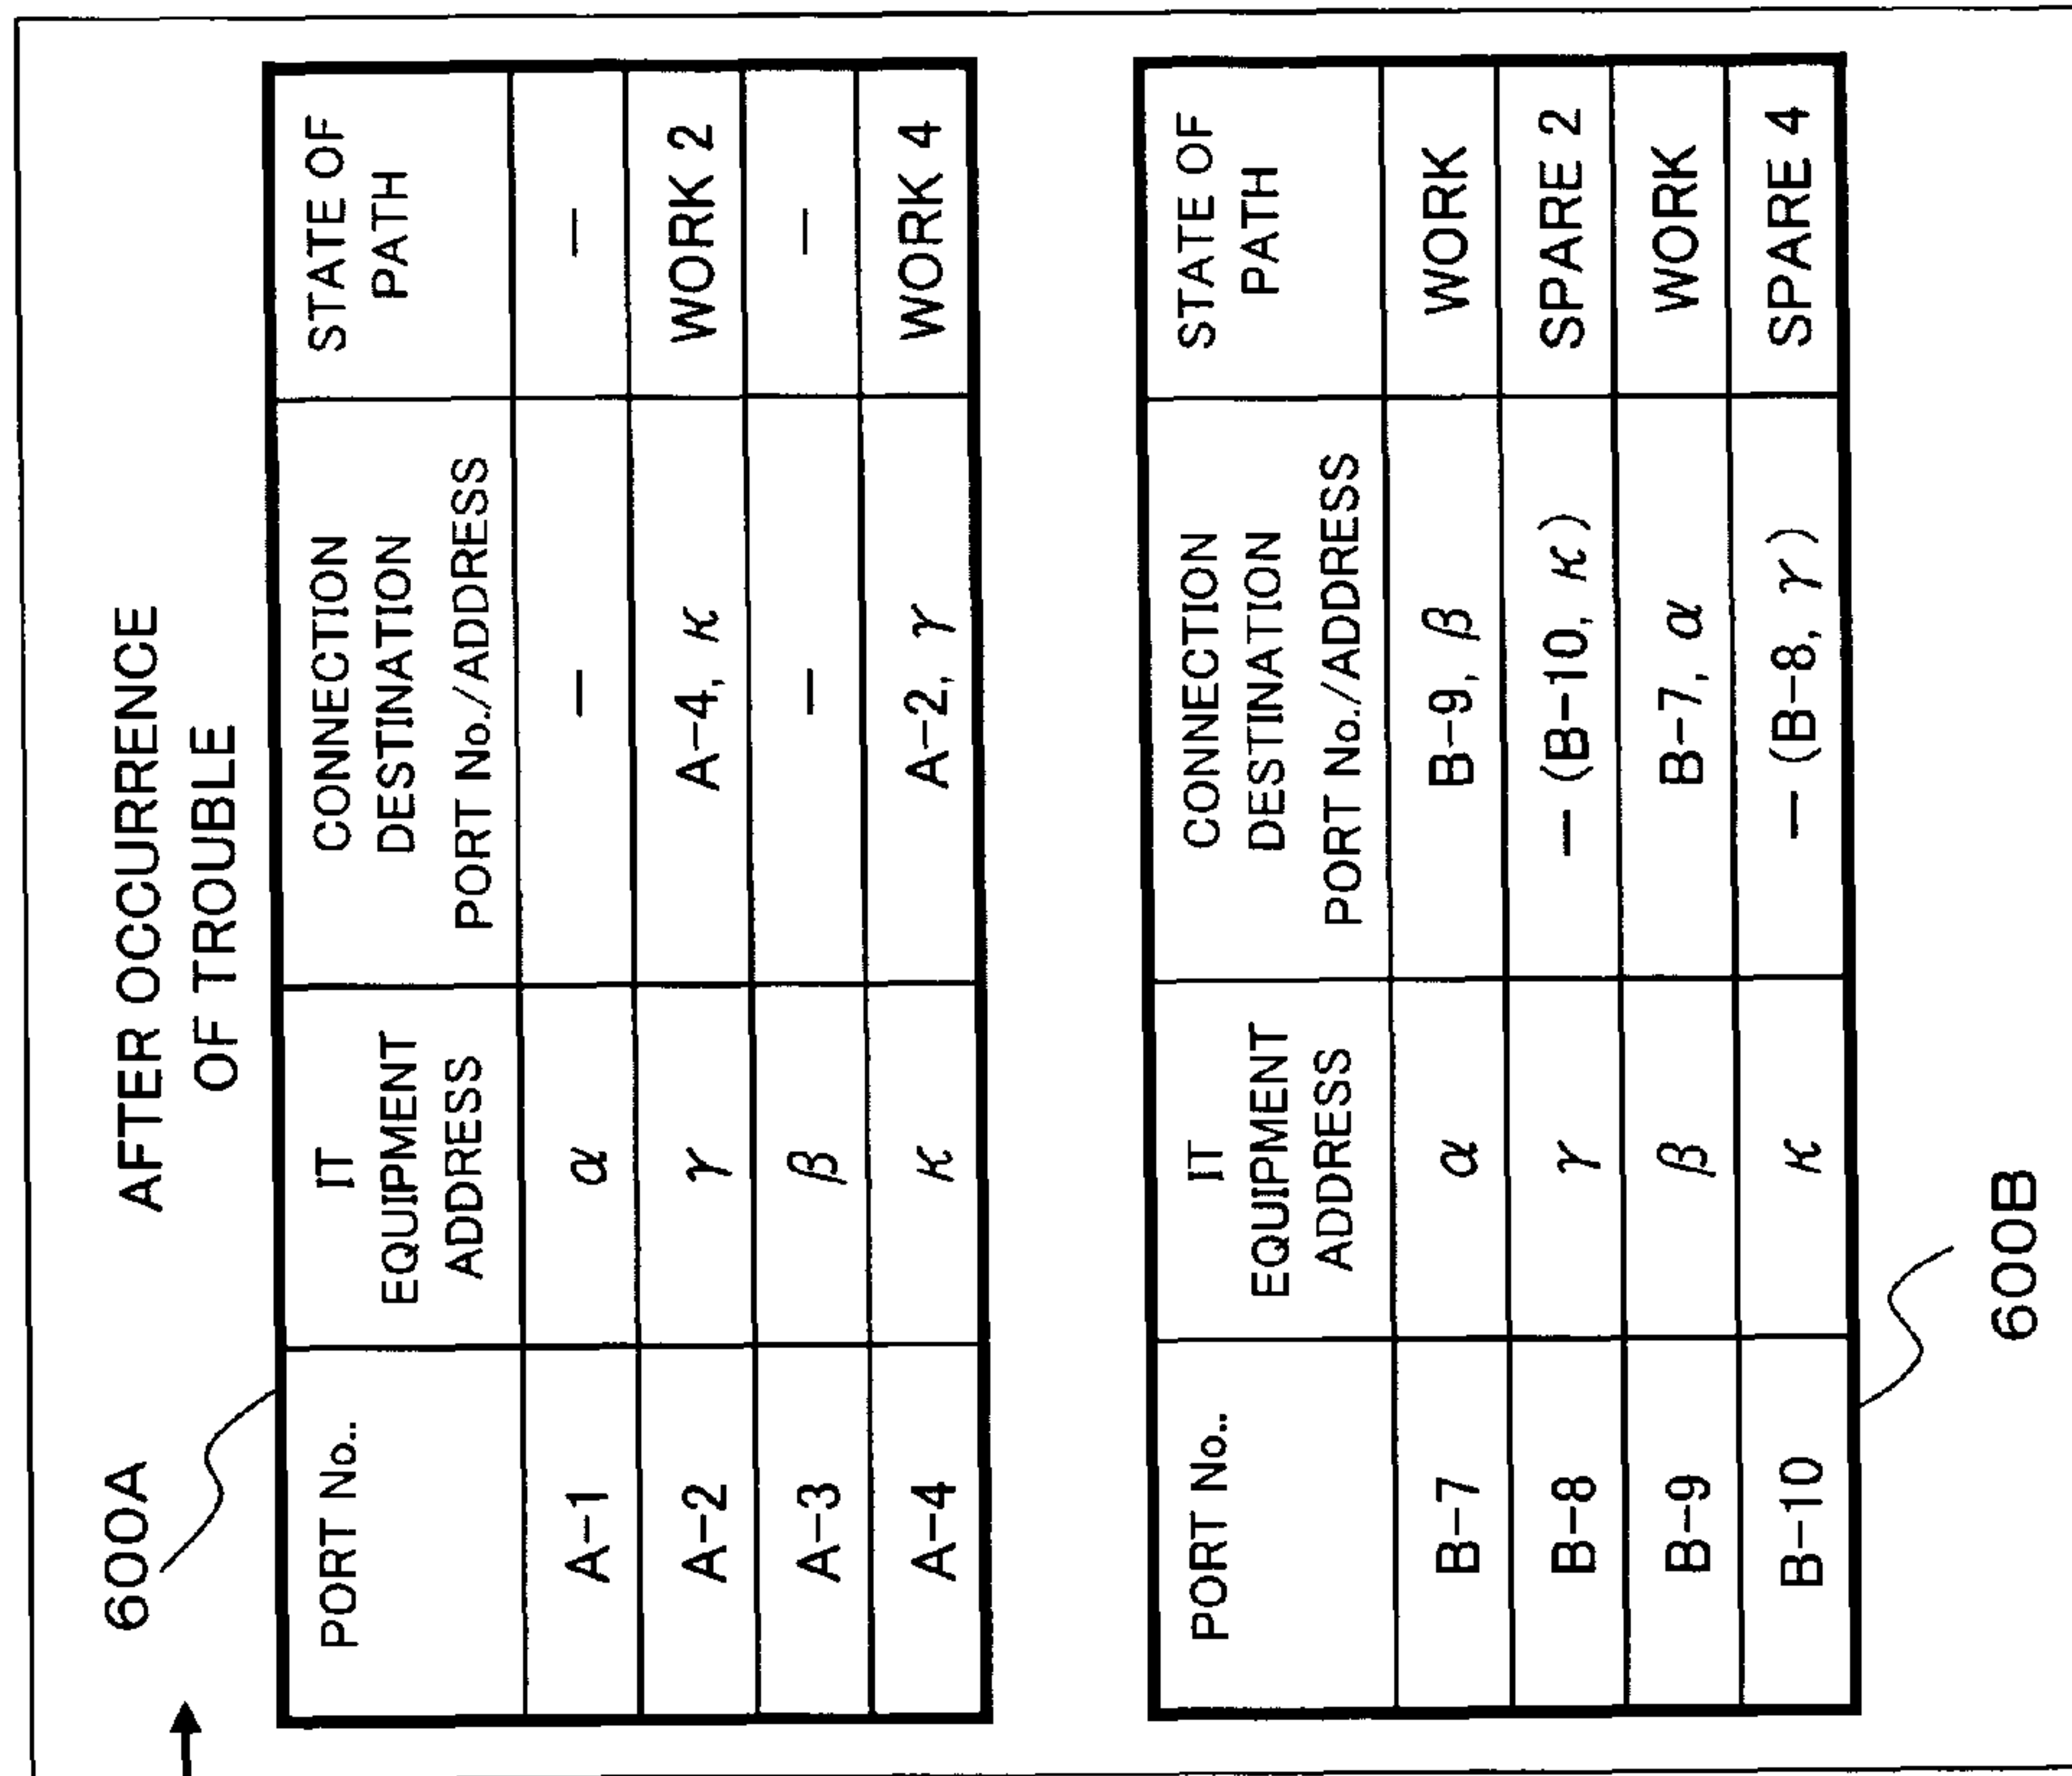 AFTER OCCURRENCE
OF TROUBLE
600A
PORT No.. IT EQUIPMENT ADDRESS CONNECTION DESTINATION PORT No./ADDRESS STATE OF PATH
A-1 α — —
A-2 γ A-4, κ WORK 2
A-3 β — —
A-4 κ A-2, γ WORK 4
PORT No.. IT EQUIPMENT ADDRESS CONNECTION DESTINATION PORT No./ADDRESS STATE OF PATH
B-7 α B-9, β WORK
B-8 γ — (B-10, κ) SPARE 2
B-9 β B-7, α WORK
B-10 κ — (B-8, γ) SPARE 4
600B